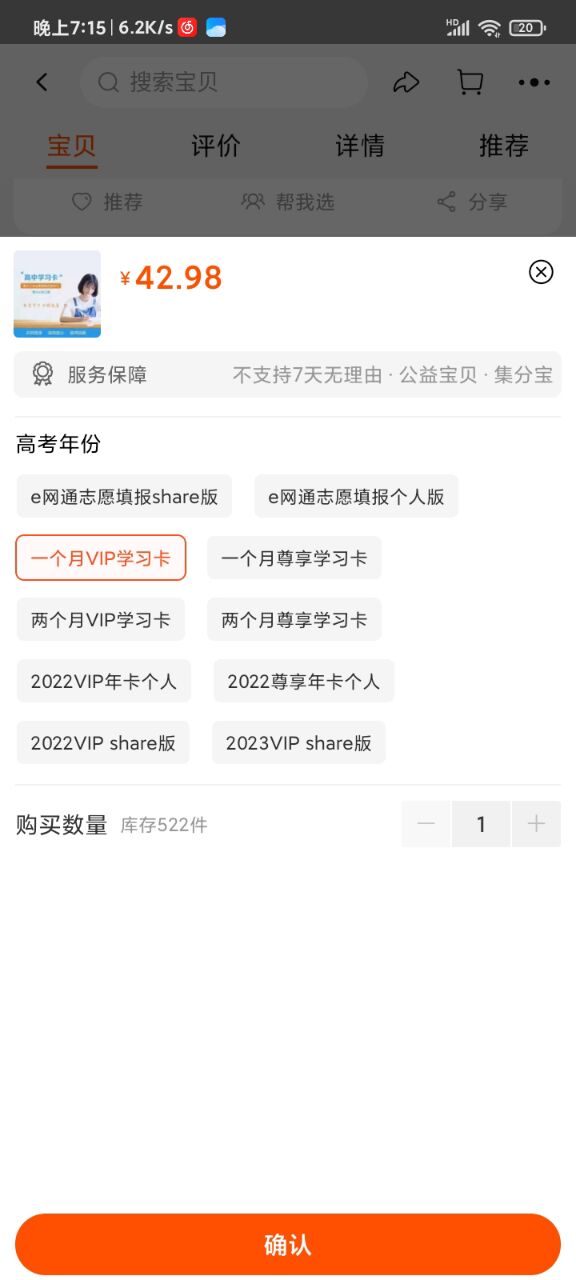 晚上7:15 | 6.2K/s HD 20
搜索宝贝
宝贝 评价 详情 推荐
推荐 帮我选 分享
高中学习卡
¥42.98
服务保障 不支持7天无理由 · 公益宝贝 · 集分宝
高考年份
e网通志愿填报share版 e网通志愿填报个人版
一个月VIP学习卡 一个月尊享学习卡
两个月VIP学习卡 两个月尊享学习卡
2022VIP年卡个人 2022尊享年卡个人
2022VIP share版 2023VIP share版
购买数量 库存522件 1
确认